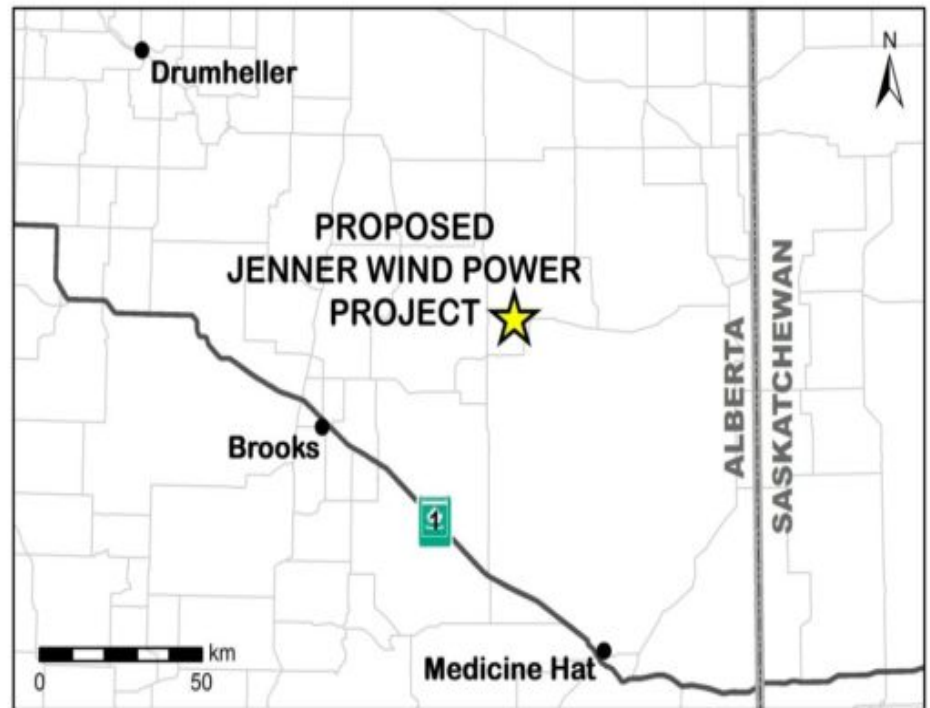 N
Drumheller
PROPOSED
JENNER WIND POWER
PROJECT
ALBERTA
SASKATCHEWAN
Brooks
1
km
0 50
Medicine Hat